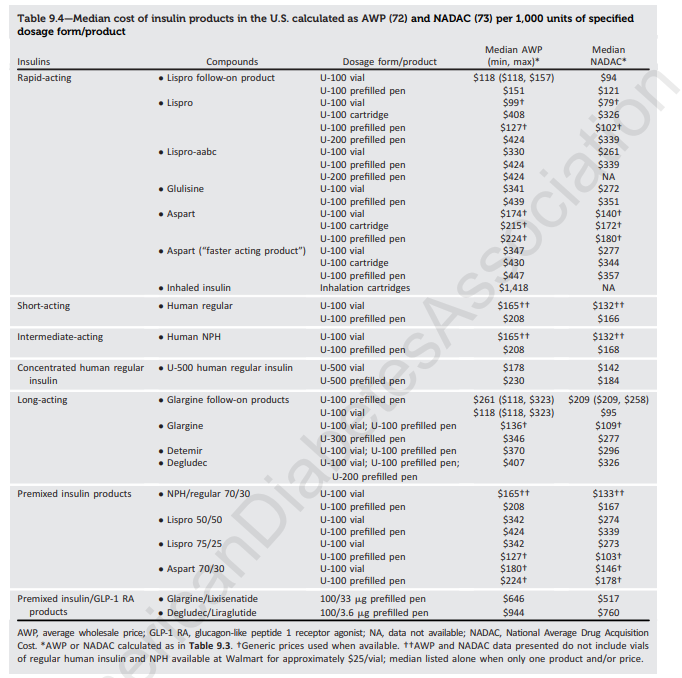 Table 9.4—Median cost of insulin products in the U.S. calculated as AWP (72) and NADAC (73) per 1,000 units of specified
dosage form/product
Median AWP Median
Insulins Compounds Dosage form/product (min, max)* NADAC*
Rapid-acting • Lispro follow-on product U-100 vial $118 ($118, $157) $94
U-100 prefilled pen $151 $121
• Lispro U-100 vial $99† $79†
U-100 cartridge $408 $326
U-100 prefilled pen $127† $102†
U-200 prefilled pen $424 $339
• Lispro-aabc U-100 vial $330 $261
U-100 prefilled pen $424 $339
U-200 prefilled pen $424 NA
• Glulisine U-100 vial $341 $272
U-100 prefilled pen $439 $351
• Aspart U-100 vial $174† $140†
U-100 cartridge $215† $172†
U-100 prefilled pen $224† $180†
• Aspart (“faster acting product”) U-100 vial $347 $277
U-100 cartridge $430 $344
U-100 prefilled pen $447 $357
• Inhaled insulin Inhalation cartridges $1,418 NA
Short-acting • Human regular U-100 vial $165†† $132††
U-100 prefilled pen $208 $166
Intermediate-acting • Human NPH U-100 vial $165†† $132††
U-100 prefilled pen $208 $168
Concentrated human regular • U-500 human regular insulin U-500 vial $178 $142
insulin U-500 prefilled pen $230 $184
Long-acting • Glargine follow-on products U-100 prefilled pen $261 ($118, $323) $209 ($209, $258)
U-100 vial $118 ($118, $323) $95
• Glargine U-100 vial; U-100 prefilled pen $136† $109†
U-300 prefilled pen $346 $277
• Detemir U-100 vial; U-100 prefilled pen $370 $296
• Degludec U-100 vial; U-100 prefilled pen; $407 $326
U-200 prefilled pen
Premixed insulin products • NPH/regular 70/30 U-100 vial $165†† $133††
U-100 prefilled pen $208 $167
• Lispro 50/50 U-100 vial $342 $274
U-100 prefilled pen $424 $339
• Lispro 75/25 U-100 vial $342 $273
U-100 prefilled pen $127† $103†
• Aspart 70/30 U-100 vial $180† $146†
U-100 prefilled pen $224† $178†
Premixed insulin/GLP-1 RA • Glargine/Lixisenatide 100/33 μg prefilled pen $646 $517
products • Degludec/Liraglutide 100/3.6 μg prefilled pen $944 $760
AWP, average wholesale price; GLP-1 RA, glucagon-like peptide 1 receptor agonist; NA, data not available; NADAC, National Average Drug Acquisition
Cost. *AWP or NADAC calculated as in Table 9.3. †Generic prices used when available. ††AWP and NADAC data presented do not include vials
of regular human insulin and NPH available at Walmart for approximately $25/vial; median listed alone when only one product and/or price.
ericanDiabetesAssociation